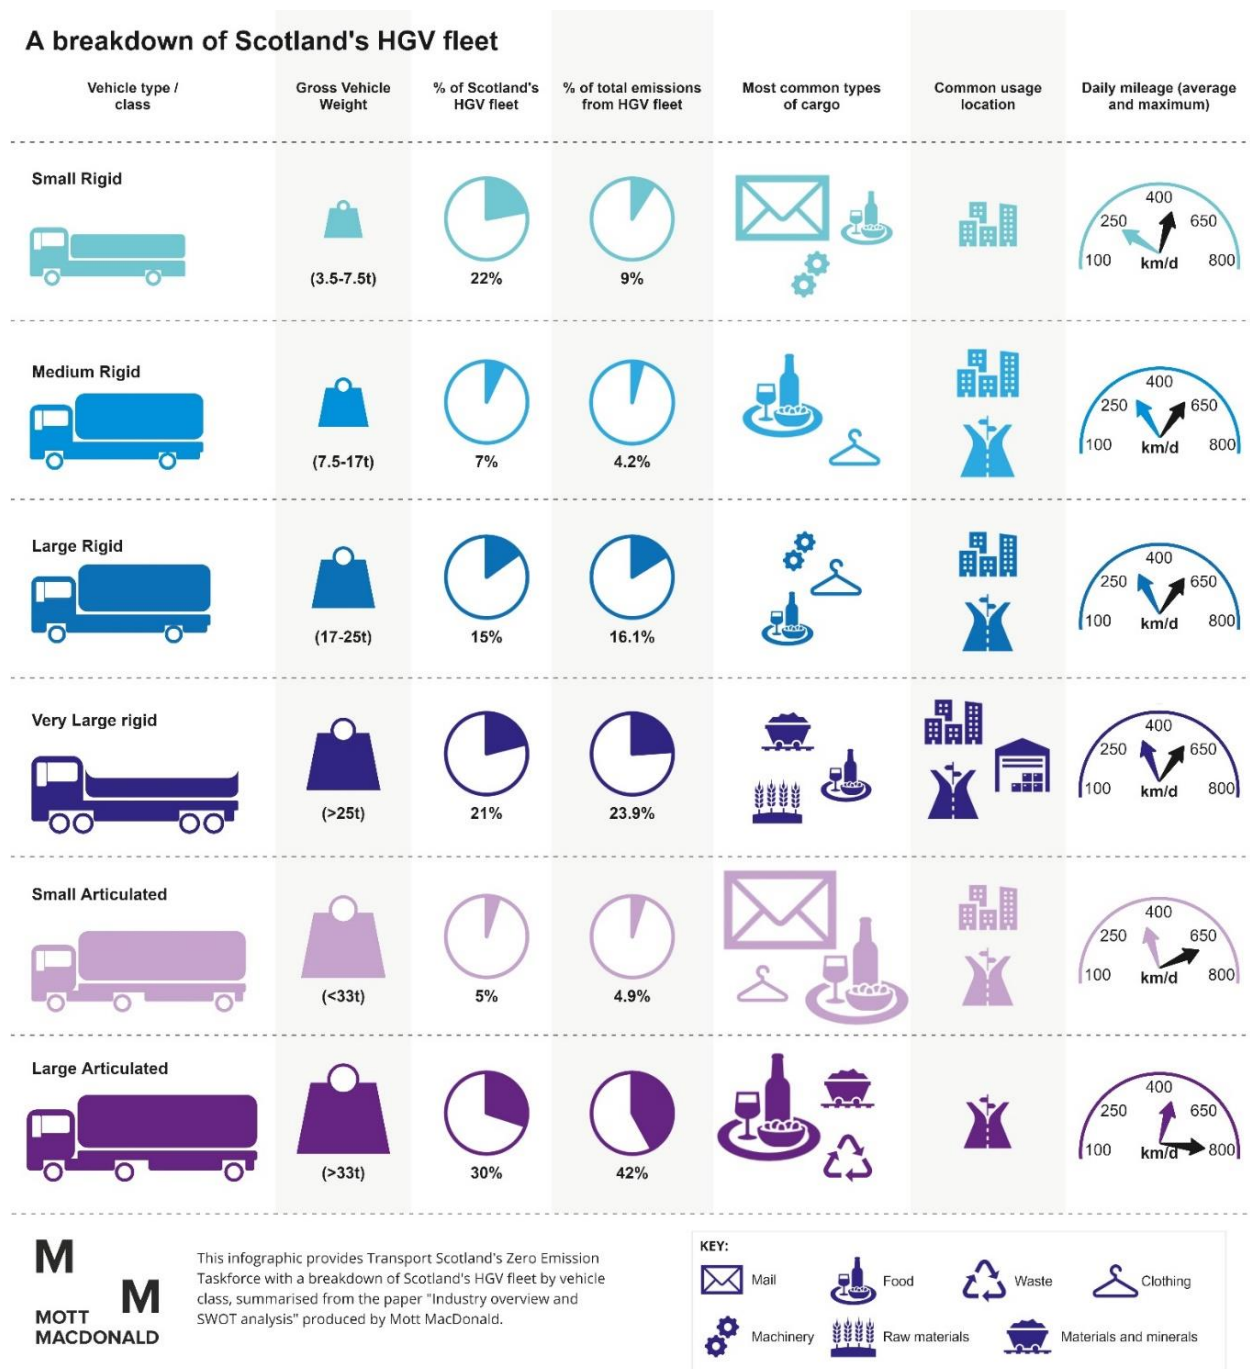 A breakdown of Scotland's HGV fleet
Vehicle type /
class
Gross Vehicle
Weight
% of Scotland's
HGV fleet
% of total emissions
from HGV fleet
Most common types
of cargo
Common usage
location
Daily mileage (average
and maximum)
Small Rigid
(3.5-7.5t)
22%
9%
100
250
400
650
800
km/d
Medium Rigid
(7.5-17t)
7%
4.2%
100
250
400
650
800
km/d
Large Rigid
(17-25t)
15%
16.1%
100
250
400
650
800
km/d
Very Large rigid
(>25t)
21%
23.9%
100
250
400
650
800
km/d
Small Articulated
(<33t)
5%
4.9%
100
250
400
650
800
km/d
Large Articulated
(>33t)
30%
42%
100
250
400
650
800
km/d
M
M
MOTT
MACDONALD
This infographic provides Transport Scotland's Zero Emission
Taskforce with a breakdown of Scotland's HGV fleet by vehicle
class, summarised from the paper "Industry overview and
SWOT analysis" produced by Mott MacDonald.
KEY:
Mail
Food
Waste
Clothing
Machinery
Raw materials
Materials and minerals